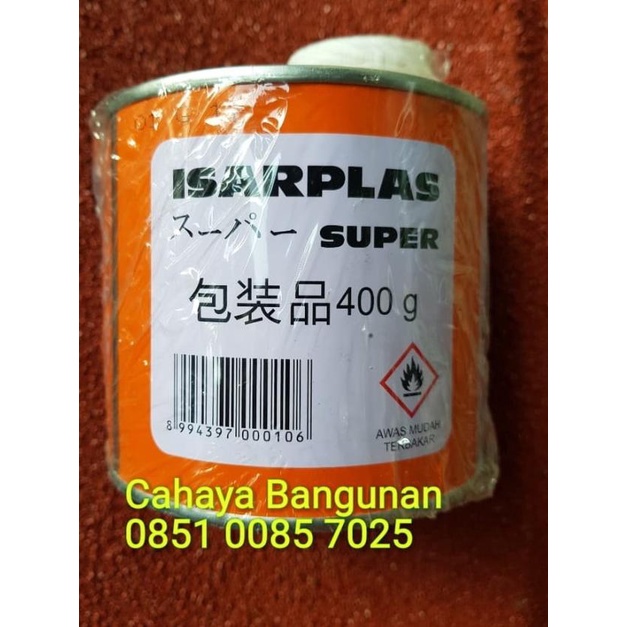 ISARPLAS
スーパー SUPER
包装品400 g
8 994397 000106
AWAS MUDAH
TERBAKAR
Cahaya Bangunan
0851 0085 7025